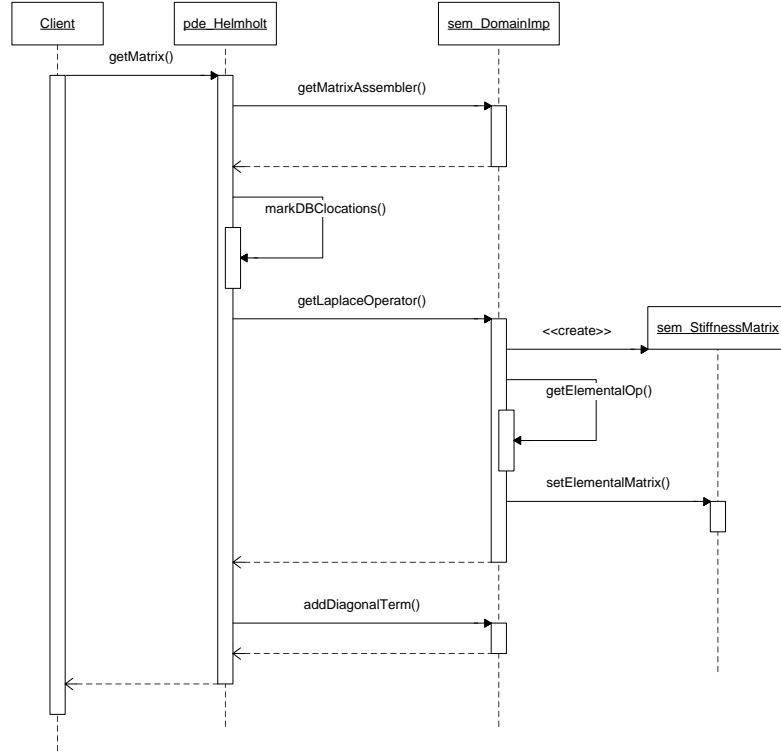 Client
pde_Helmholt
sem_DomainImp
getMatrix()
getMatrixAssembler()
markDBClocations()
getLaplaceOperator()
<<create>>
sem_StiffnessMatrix
getElementalOp()
setElementalMatrix()
addDiagonalTerm()